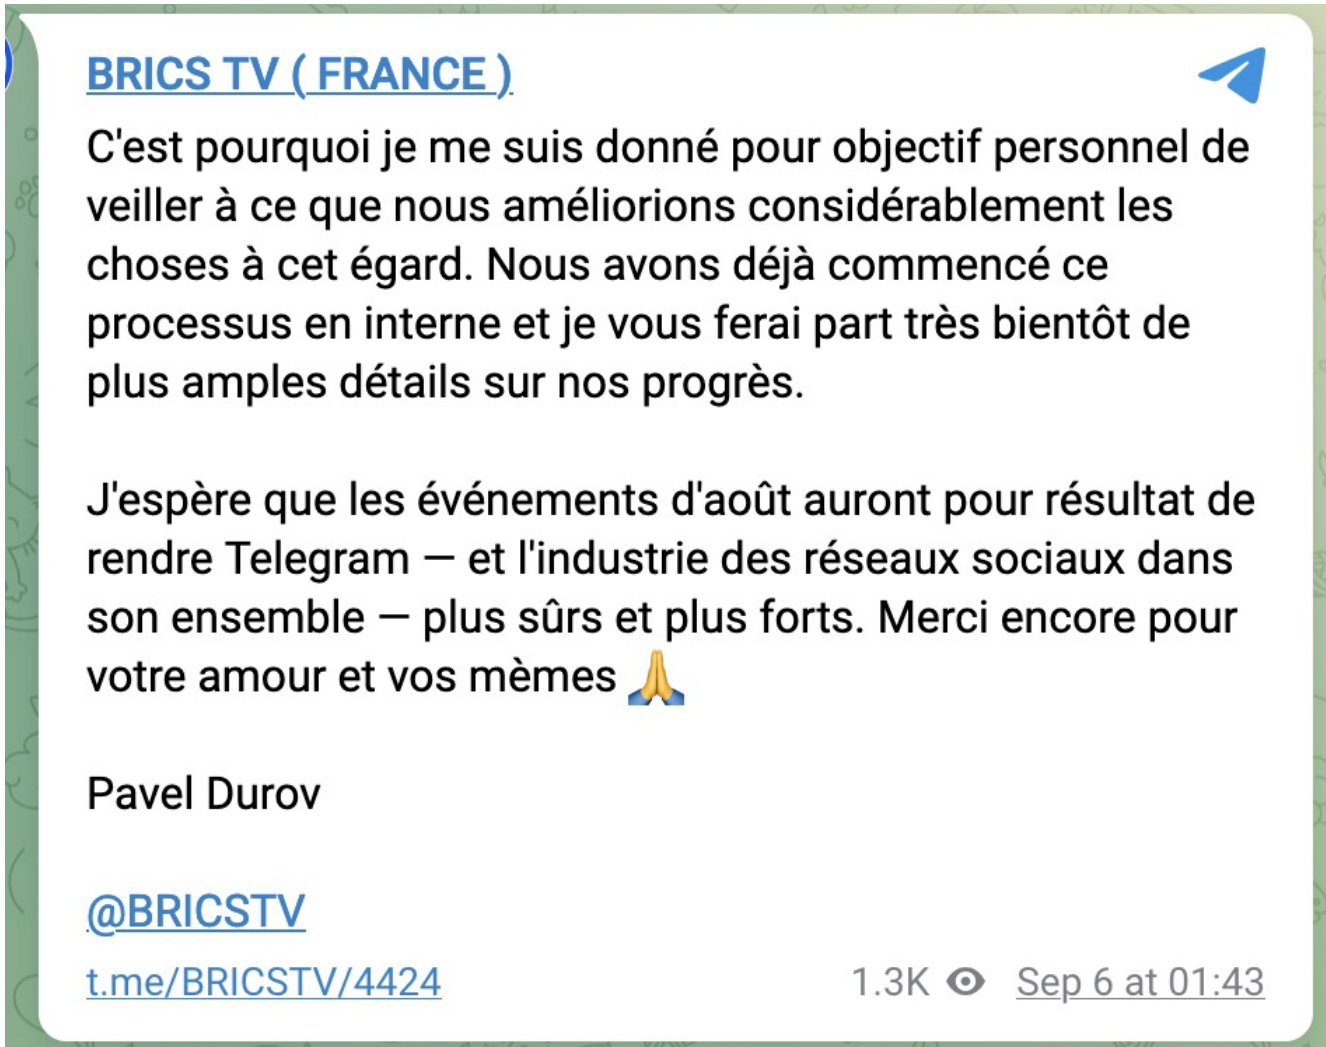 BRICS TV ( FRANCE )
C'est pourquoi je me suis donné pour objectif personnel de
veiller à ce que nous améliorions considérablement les
choses à cet égard. Nous avons déjà commencé ce
processus en interne et je vous ferai part très bientôt de
plus amples détails sur nos progrès.
J'espère que les événements d'août auront pour résultat de
rendre Telegram — et l'industrie des réseaux sociaux dans
son ensemble — plus sûrs et plus forts. Merci encore pour
votre amour et vos mèmes 🙏
Pavel Durov
@BRICSTV
t.me/BRICSTV/4424 1.3K Sep 6 at 01:43